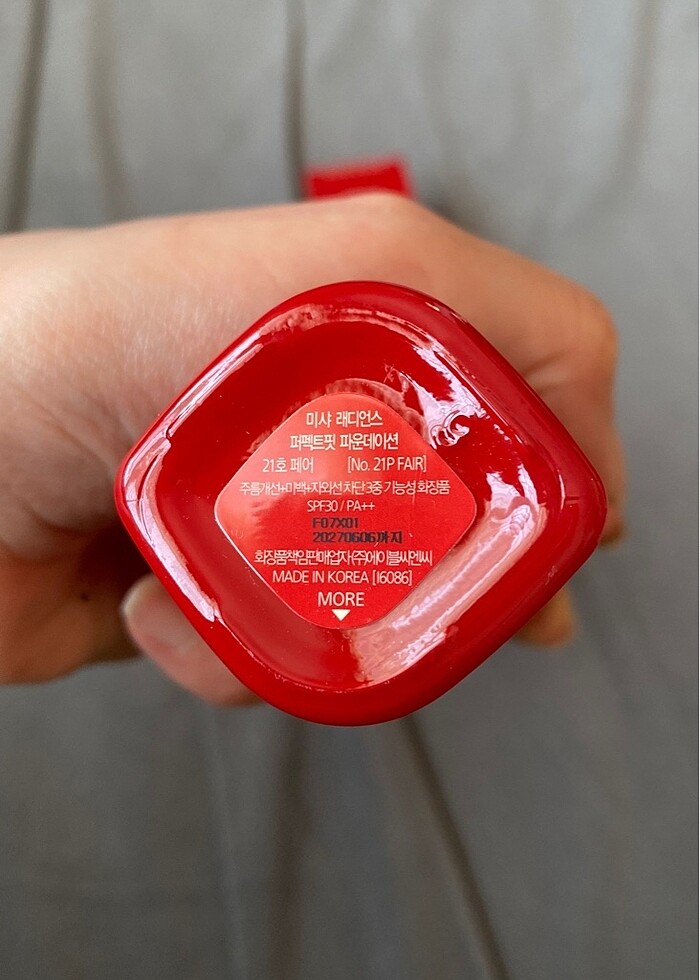 미샤 래디언스
퍼펙트핏 파운데이션
21호 페어 [No. 21P FAIR]
주름개선+미백+자외선 차단 3중 기능성 화장품
SPF30 / PA++
F07X01
20270606까지
화장품책임판매업자·(주)에이블씨엔씨
MADE IN KOREA [I6086]
MORE